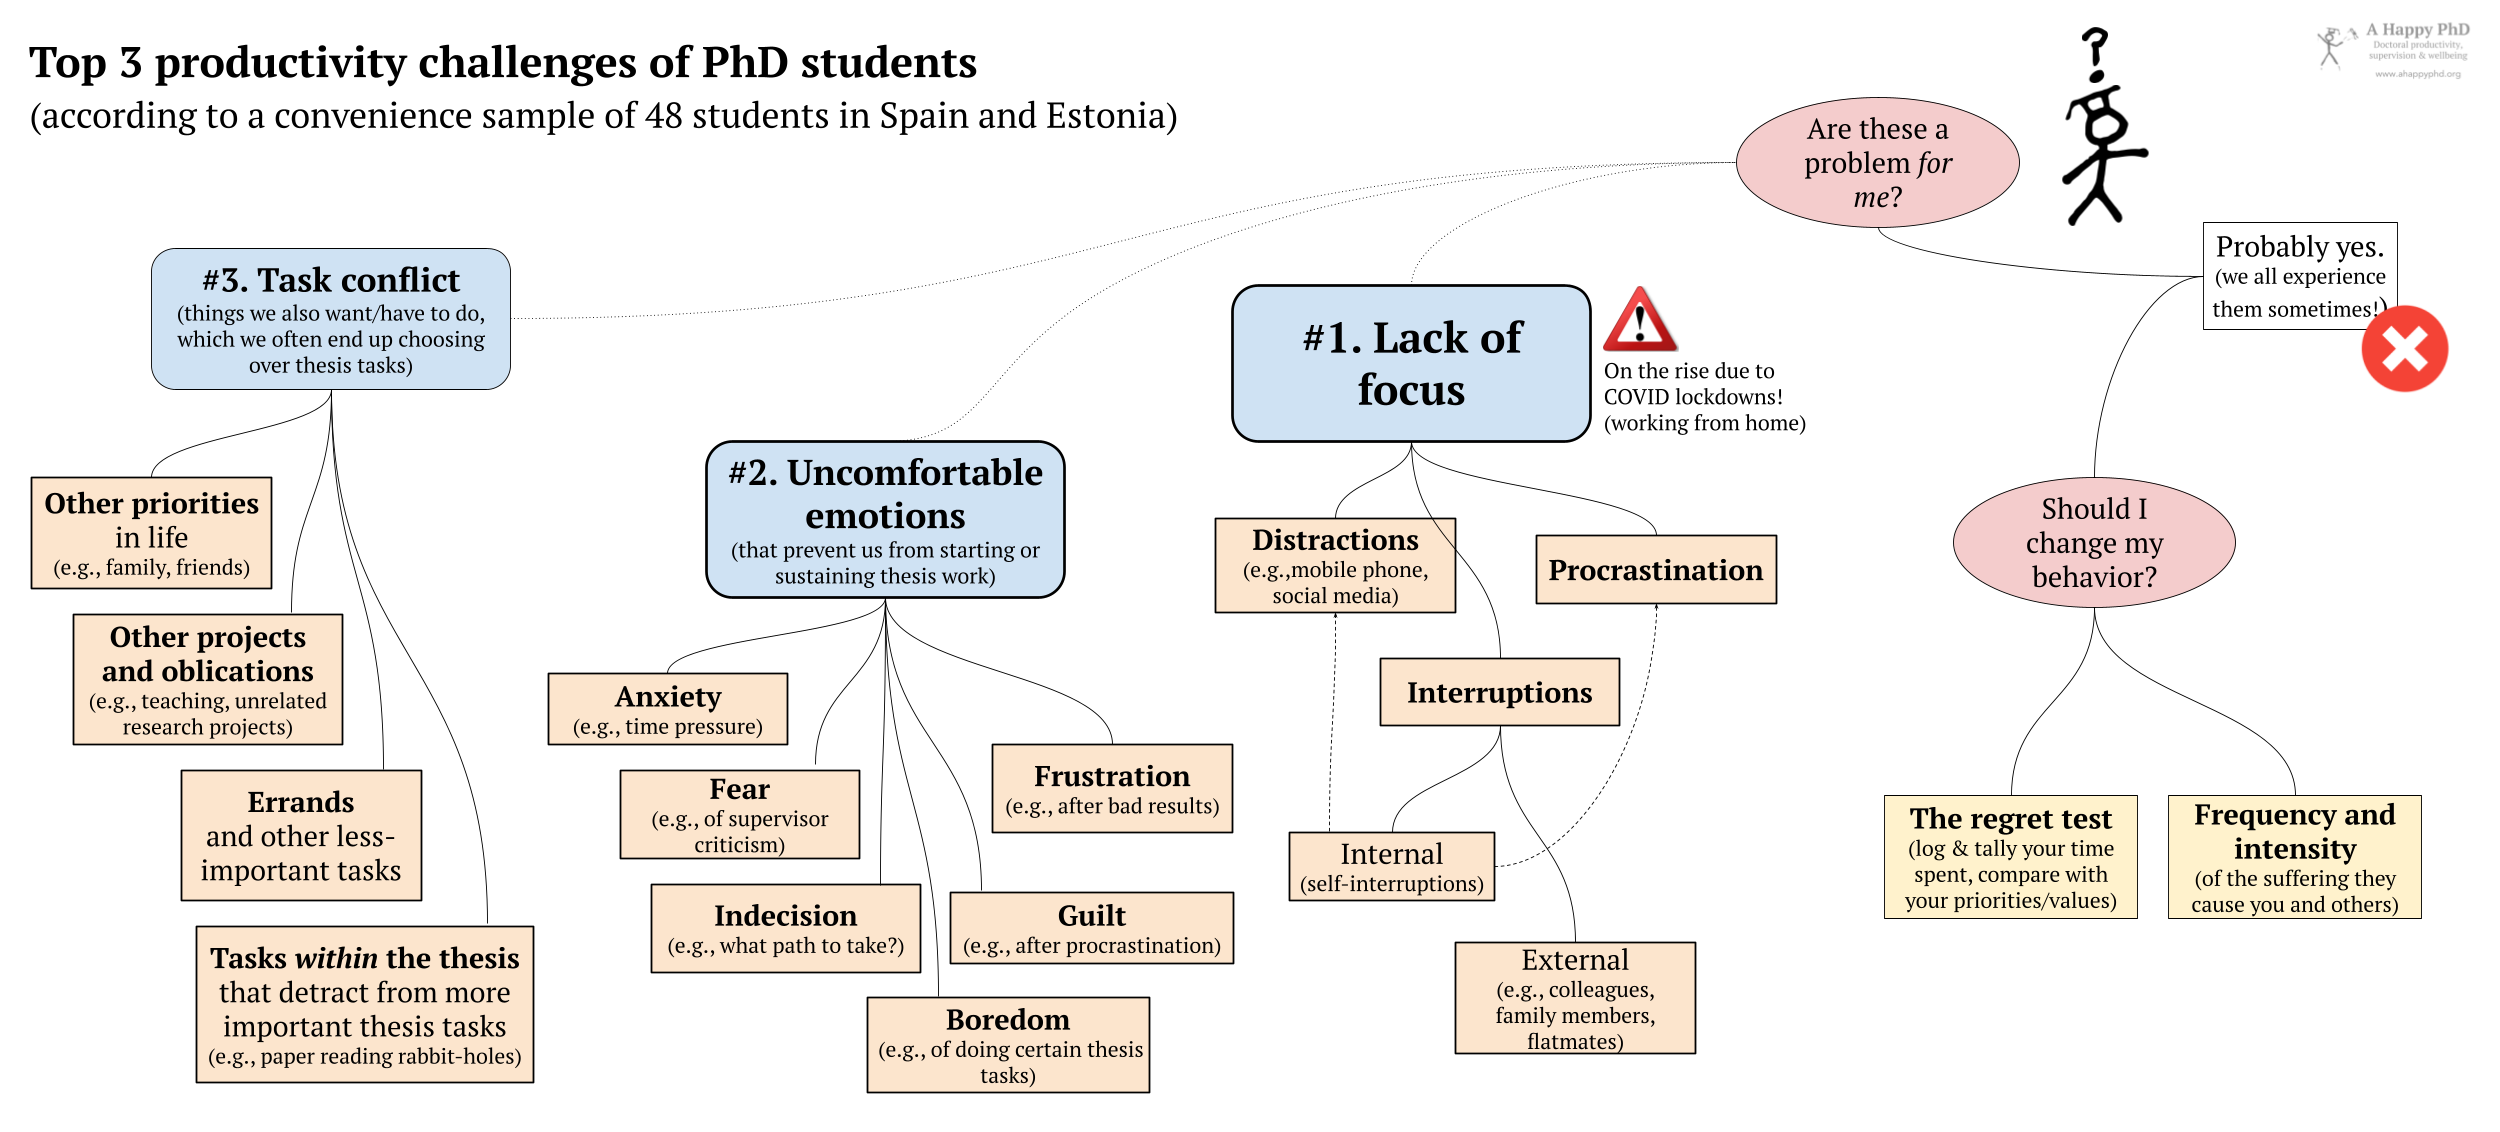 Top 3 productivity challenges of PhD students
(according to a convenience sample of 48 students in Spain and Estonia)
A Happy PhD
Doctoral productivity,
supervision & wellbeing
www.ahappyphd.org
?
Are these a
problem for
me?
Probably yes.
(we all experience
them sometimes!)
#3. Task conflict
(things we also want/have to do,
which we often end up choosing
over thesis tasks)
Other priorities
in life
(e.g., family, friends)
Other projects
and oblications
(e.g., teaching, unrelated
research projects)
Errands
and other less-
important tasks
Tasks within the thesis
that detract from more
important thesis tasks
(e.g., paper reading rabbit-holes)
#2. Uncomfortable
emotions
(that prevent us from starting or
sustaining thesis work)
Anxiety
(e.g., time pressure)
Fear
(e.g., of supervisor
criticism)
Indecision
(e.g., what path to take?)
Boredom
(e.g., of doing certain thesis
tasks)
Guilt
(e.g., after procrastination)
Frustration
(e.g., after bad results)
#1. Lack of
focus
On the rise due to
COVID lockdowns!
(working from home)
Distractions
(e.g.,mobile phone,
social media)
Procrastination
Interruptions
Internal
(self-interruptions)
External
(e.g., colleagues,
family members,
flatmates)
Should I
change my
behavior?
The regret test
(log & tally your time
spent, compare with
your priorities/values)
Frequency and
intensity
(of the suffering they
cause you and others)